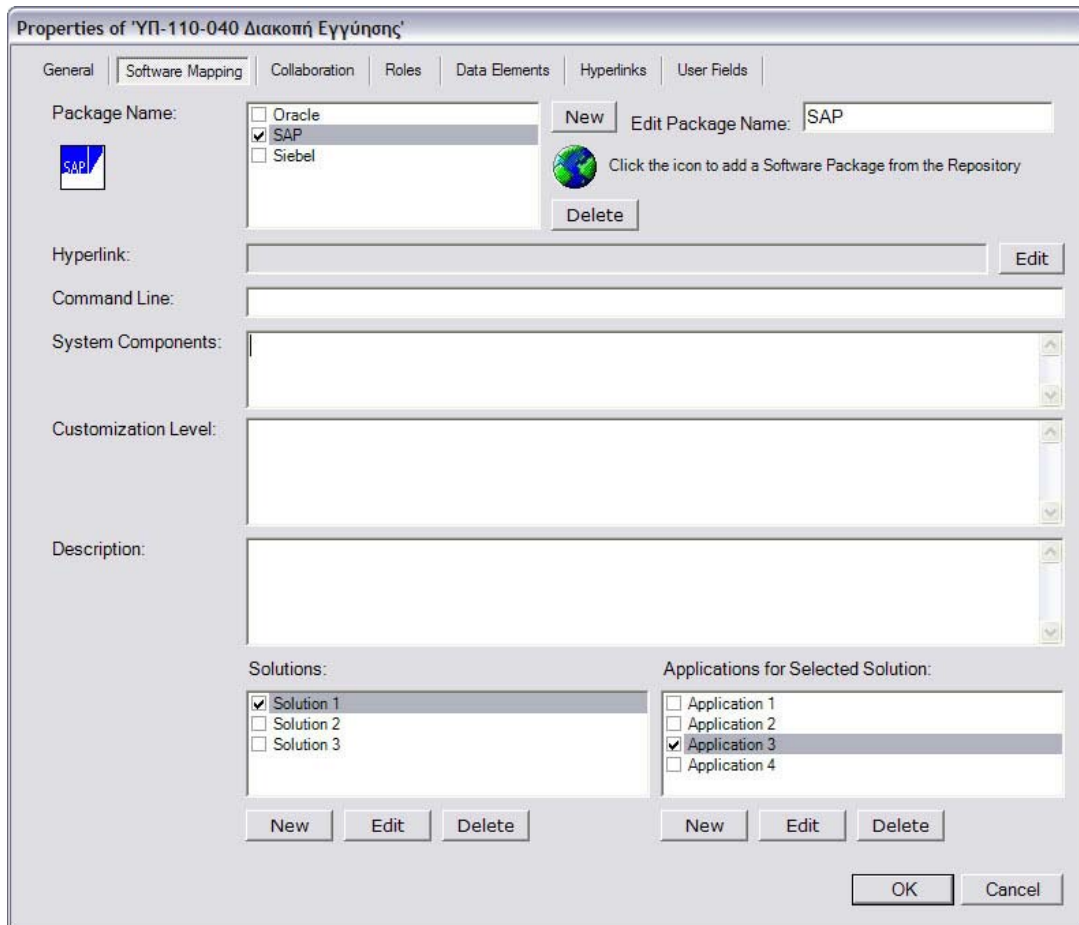 Properties of 'ΥΠ-110-040 Διακοπή Εγγύησης'
General Software Mapping Collaboration Roles Data Elements Hyperlinks User Fields
Package Name:
SAP
Oracle
SAP
Siebel
New
Edit Package Name: SAP
Click the icon to add a Software Package from the Repository
Delete
Hyperlink:
Edit
Command Line:
System Components:
Customization Level:
Description:
Solutions:
Solution 1
Solution 2
Solution 3
New Edit Delete
Applications for Selected Solution:
Application 1
Application 2
Application 3
Application 4
New Edit Delete
OK Cancel